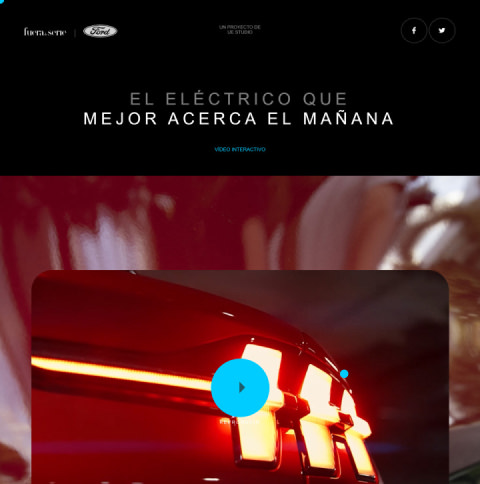 fuera.serie | Ford
UN PROYECTO DE
UE STUDIO
EL ELÉCTRICO QUE
MEJOR ACERCA EL MAÑANA
VÍDEO INTERACTIVO